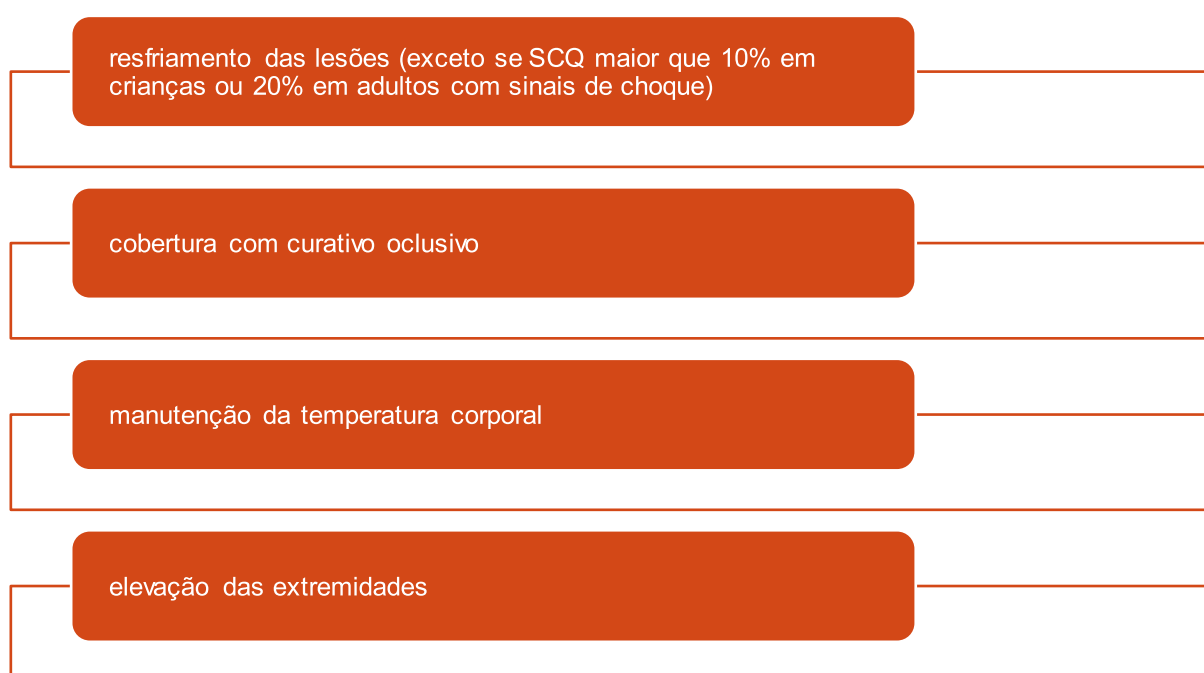 resfriamento das lesões (exceto se SCQ maior que 10% em
crianças ou 20% em adultos com sinais de choque)
cobertura com curativo oclusivo
manutenção da temperatura corporal
elevação das extremidades